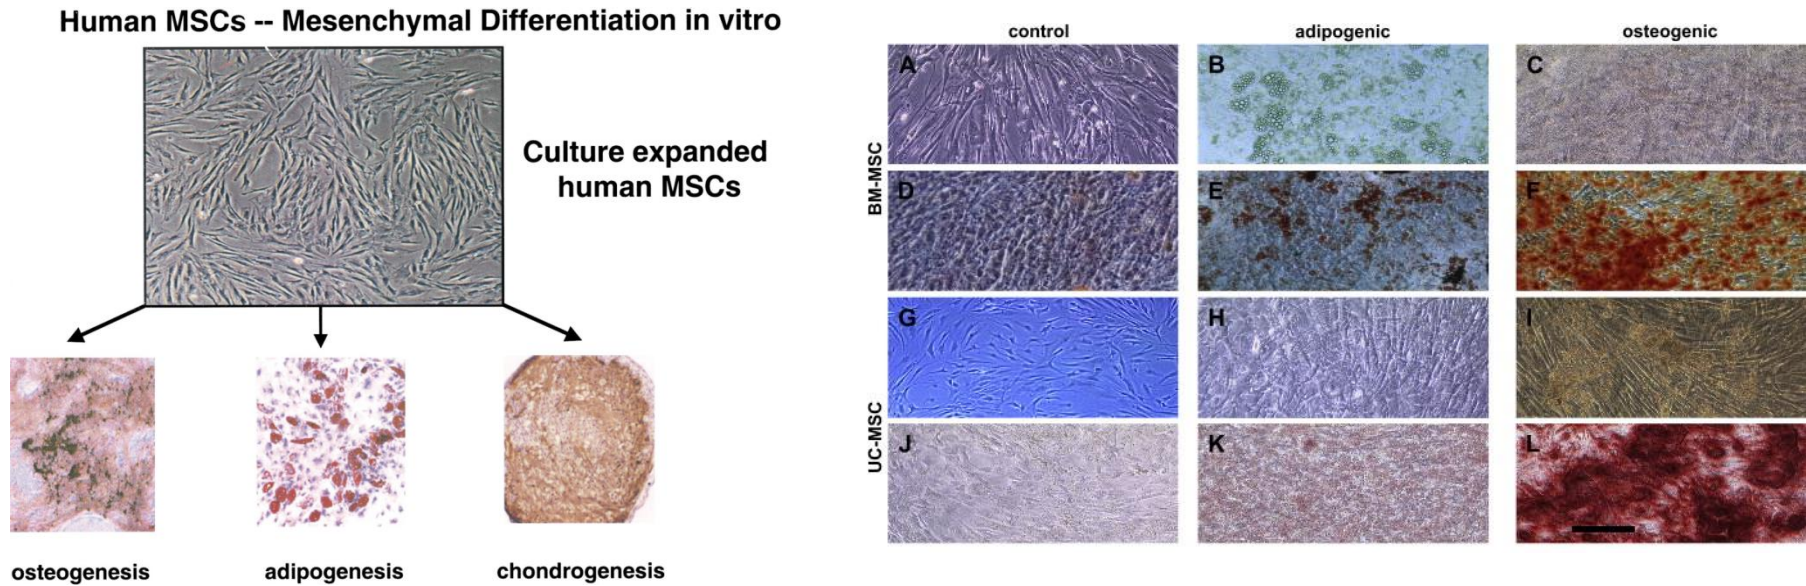 Human MSCs -- Mesenchymal Differentiation in vitro
Culture expanded
human MSCs
osteogenesis adipogenesis chondrogenesis
control adipogenic osteogenic
BM-MSC
A B C
D E F
UC-MSC
G H I
J K L